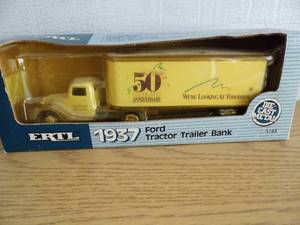 50
ANNIVERSARY
WE'RE LOOKING AT TOMORROW
ERTL
1937 Ford
Tractor Trailer Bank
DIE
CAST
METAL
1/43